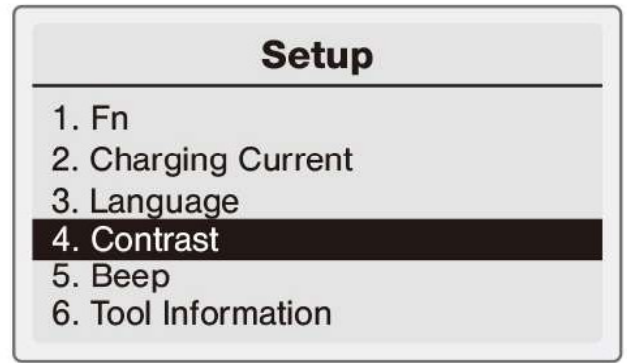 Setup
1. Fn
2. Charging Current
3. Language
4. Contrast
5. Beep
6. Tool Information